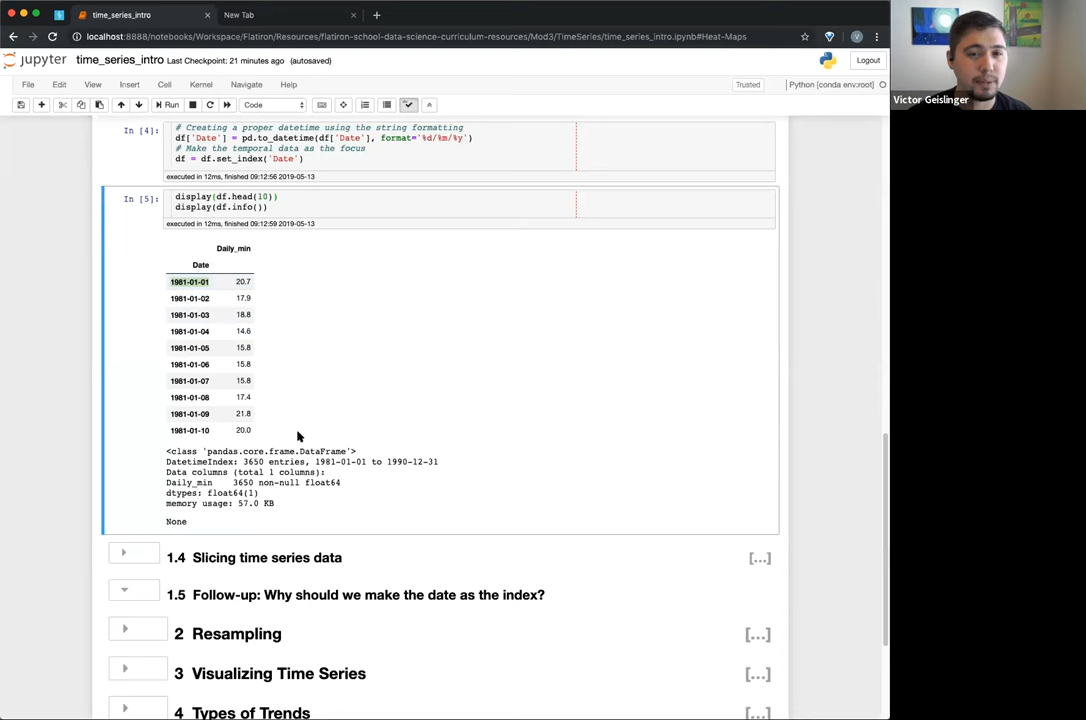 time_series_intro
New Tab
localhost:8888/notebooks/Workspace/Flatiron/Resources/flatiron-school-data-science-curriculum-resources/Mod3/TimeSeries/time_series_intro.ipynb#Heat-Maps
V
jupyter time_series_intro Last Checkpoint: 21 minutes ago (autosaved)
Logout
Victor Geislinger
File Edit View Insert Cell Kernel Navigate Help
Trusted
Python [conda env:root]
Run
Code
In [4]:
# Creating a proper datetime using the string formatting
df['Date'] = pd.to_datetime(df['Date'], format='%d/%m/%y')
# Make the temporal data as the focus
df = df.set_index('Date')
executed in 12ms, finished 09:12:56 2019-05-13
In [5]:
display(df.head(10))
display(df.info())
executed in 12ms, finished 09:12:59 2019-05-13
Daily_min
Date
1981-01-01 20.7
1981-01-02 17.9
1981-01-03 18.8
1981-01-04 14.6
1981-01-05 15.8
1981-01-06 15.8
1981-01-07 15.8
1981-01-08 17.4
1981-01-09 21.8
1981-01-10 20.0
<class 'pandas.core.frame.DataFrame'>
DatetimeIndex: 3650 entries, 1981-01-01 to 1990-12-31
Data columns (total 1 columns):
Daily_min 3650 non-null float64
dtypes: float64(1)
memory usage: 57.0 KB
None
1.4 Slicing time series data
[...]
1.5 Follow-up: Why should we make the date as the index?
2 Resampling
[...]
3 Visualizing Time Series
[...]
4 Types of Trends
[...]